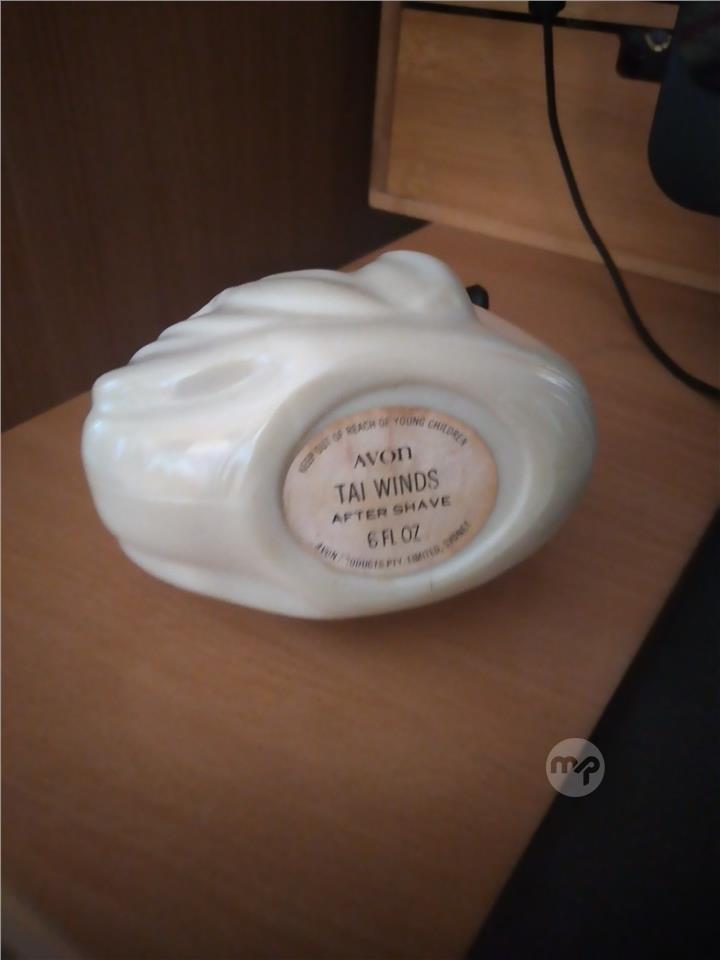 KEEP OUT OF REACH OF YOUNG CHILDREN
AVON
TAI WINDS
AFTER SHAVE
6 FL OZ
AVON PRODUCTS PTY. LIMITED, SYDNEY
mp